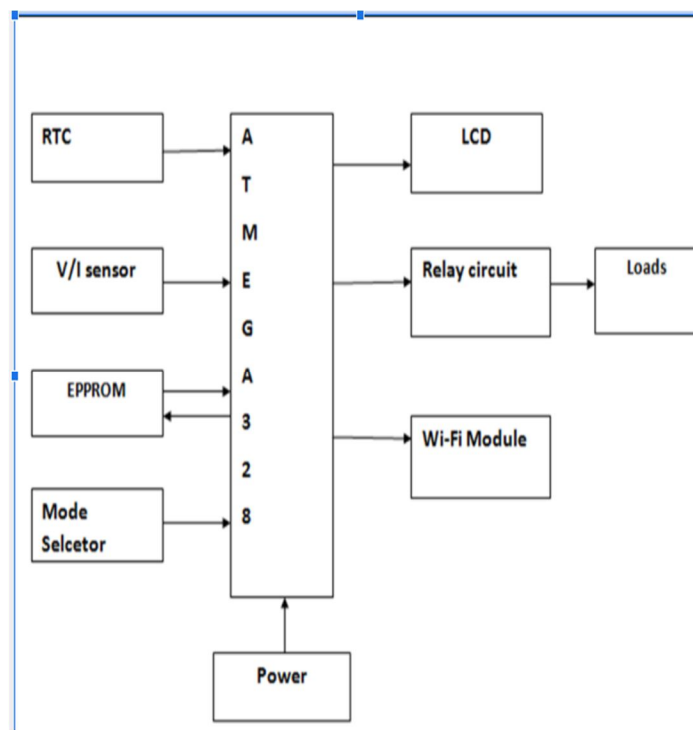 RTC
V/I sensor
EPPROM
Mode
Selcetor
A
T
M
E
G
A
3
2
8
LCD
Relay circuit
Loads
Wi-Fi Module
Power